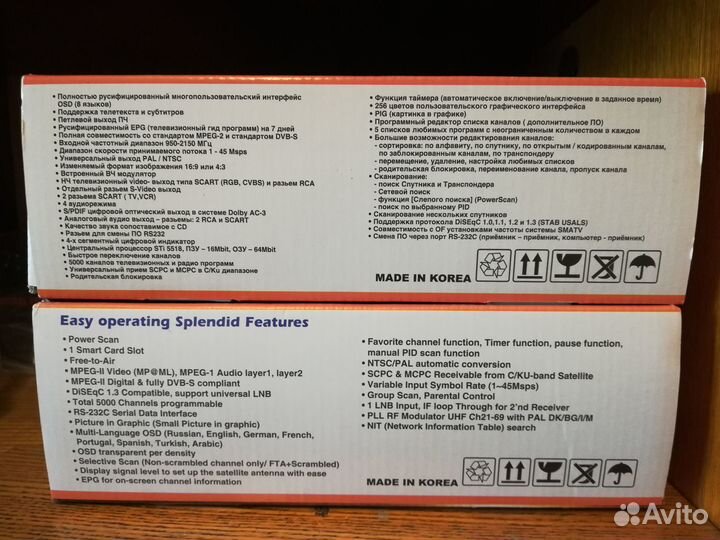 • Полностью русифицированный многопользовательский интерфейс
OSD (8 языков)
• Поддержка телетекста и субтитров
• Петлевой выход ПЧ
• Русифицированный EPG (телевизионный гид программ) на 7 дней
• Полная совместимость со стандартом MPEG-2 и стандартом DVB-S
• Входной частотный диапазон 950-2150 МГц
• Диапазон скорости принимаемого потока 1 - 45 Msps
• Универсальный выход PAL / NTSC
• Изменяемый формат изображения 16:9 или 4:3
• Встроенный ВЧ модулятор
• НЧ телевизионный видео- выход типа SCART (RGB, CVBS) и разьем RCA
• Отдельный разьем S-Video выход
• 2 разьема SCART ( TV,VCR)
• 4 аудиорежима
• S/PDIF цифровой оптический выход в системе Dolby AC-3
• Аналоговый аудио выход – разьемы: 2 RCA и SCART
• Качество звука сопоставимое с CD
• Разьем для смены ПО RS232
• 4-х сегментный цифровой индикатор
• Центральный процессор STi 5518, ПЗУ – 16Mbit, ОЗУ – 64Mbit
• Быстрое переключение каналов
• 5000 каналов телевизионных и радио программ
• Универсальный прием SCPC и MCPC в C/Ku диапазоне
• Родительская блокировка
• Функция таймера (автоматическое включение/выключение в заданное время)
• 256 цветов пользовательского графического интерфейса
• PIG (картинка в графике)
• Программный редактор списка каналов ( дополнительное ПО)
• 5 списков любимых программ с неограниченным количеством в каждом
• Большие возможности редактирования каналов:
- сортировка: по алфавиту, по спутнику, по открытым / кодированным каналам,
по заблокированным каналам, по транспондеру
- перемещение, удаление, настройка любимых списков
- родительская блокировка, переименование канала, пропуск канала
• Сканирование:
- поиск Спутника и Транспондера
- Сетевой поиск
- функция [Слепого поиска] (PowerScan)
- поиск по выбранному PID
• Сканирование нескольких спутников
• Поддержка протокола DiSEqC 1.0,1.1, 1.2 и 1.3 (STAB USALS)
• Совместимость с OF установками частоты системы SMATV
• Смена ПО через порт RS-232C (приёмник – приёмник, компьютер - приёмник)
MADE IN KOREA
Easy operating Splendid Features
• Power Scan
• 1 Smart Card Slot
• Free-to-Air
• MPEG-II Video (MP@ML), MPEG-1 Audio layer1, layer2
• MPEG-II Digital & fully DVB-S compliant
• DiSEqC 1.3 Compatible, support universal LNB
• Total 5000 Channels programmable
• RS-232C Serial Data Interface
• Picture in Graphic (Small Picture in graphic)
• Multi-Language OSD (Russian, English, German, French,
Portugal, Spanish, Turkish, Arabic)
• OSD transparent per density
• Selective Scan (Non-scrambled channel only/ FTA+Scrambled)
• Display signal level to set up the satellite antenna with ease
• EPG for on-screen channel information
• Favorite channel function, Timer function, pause function,
manual PID scan function
• NTSC/PAL automatic conversion
• SCPC & MCPC Receivable from C/KU-band Satellite
• Variable Input Symbol Rate (1~45Msps)
• Group Scan, Parental Control
• 1 LNB Input, IF loop Through for 2'nd Receiver
• PLL RF Modulator UHF Ch21-69 with PAL DK/BG/I/M
• NIT (Network Information Table) search
MADE IN KOREA
Avito